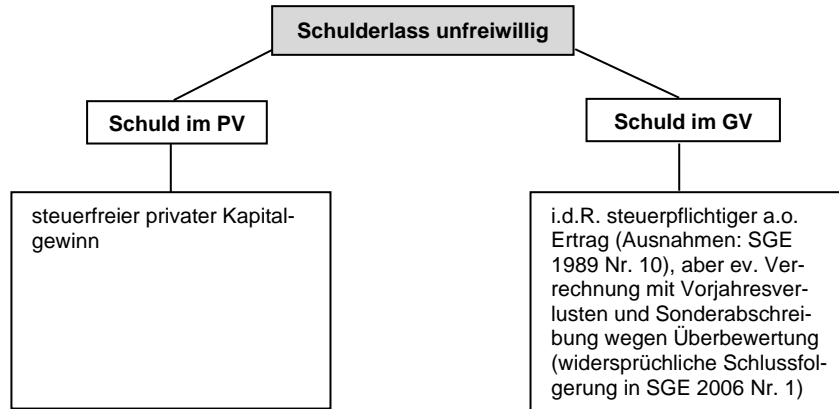 Schulderlass unfreiwillig
Schuld im PV
Schuld im GV
steuerfreier privater Kapital-
gewinn
i.d.R. steuerpflichtiger a.o.
Ertrag (Ausnahmen: SGE
1989 Nr. 10), aber ev. Ver-
rechnung mit Vorjahresver-
lusten und Sonderabschrei-
bung wegen Überbewertung
(widersprüchliche Schlussfol-
gerung in SGE 2006 Nr. 1)